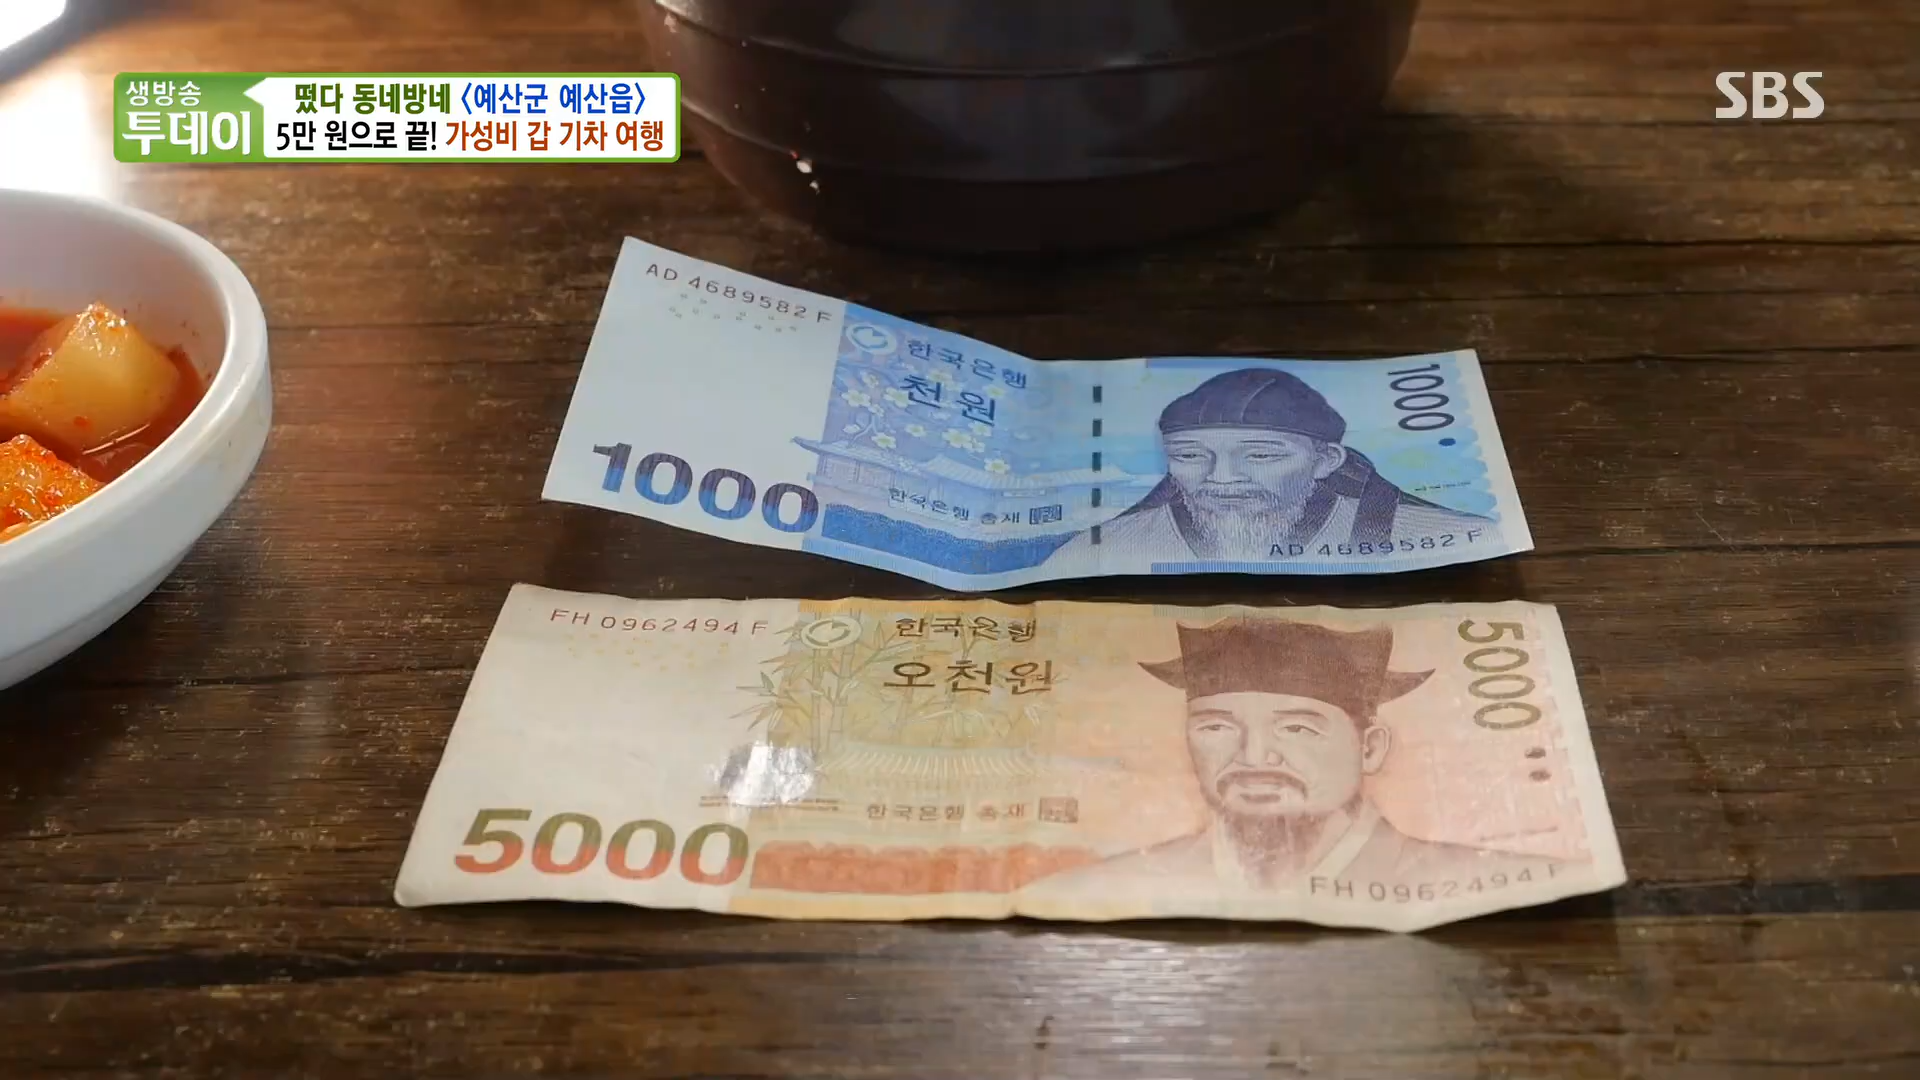 생방송
투데이
떴다 동네방네 〈예산군 예산읍〉
5만 원으로 끝! 가성비 갑 기차 여행
SBS
AD 4689582 F
한국은행
천원
1000
1000
한국은행 총재
AD 4689582 F
FH 0962494 F
한국은행
오천원
5000
5000
한국은행 총재
FH 0962494 F